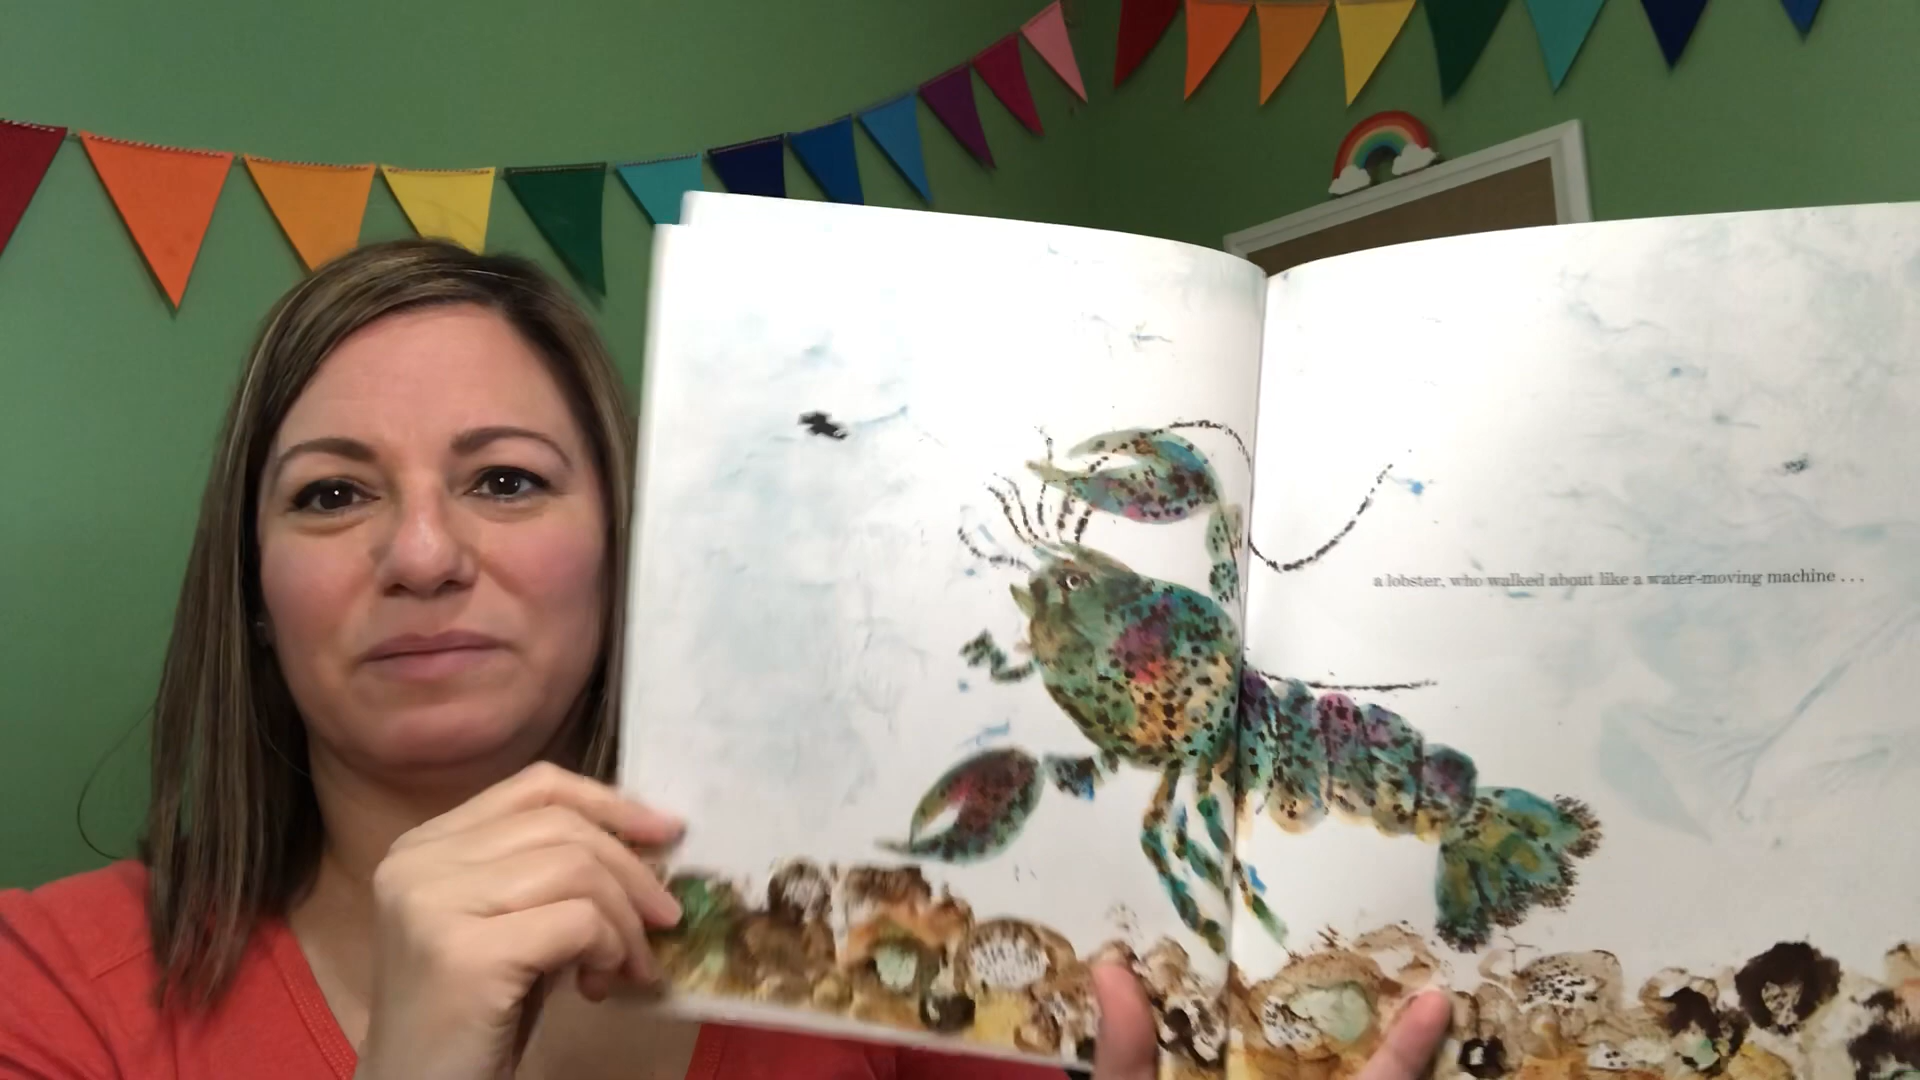 a lobster, who walked about like a water-moving machine . . .